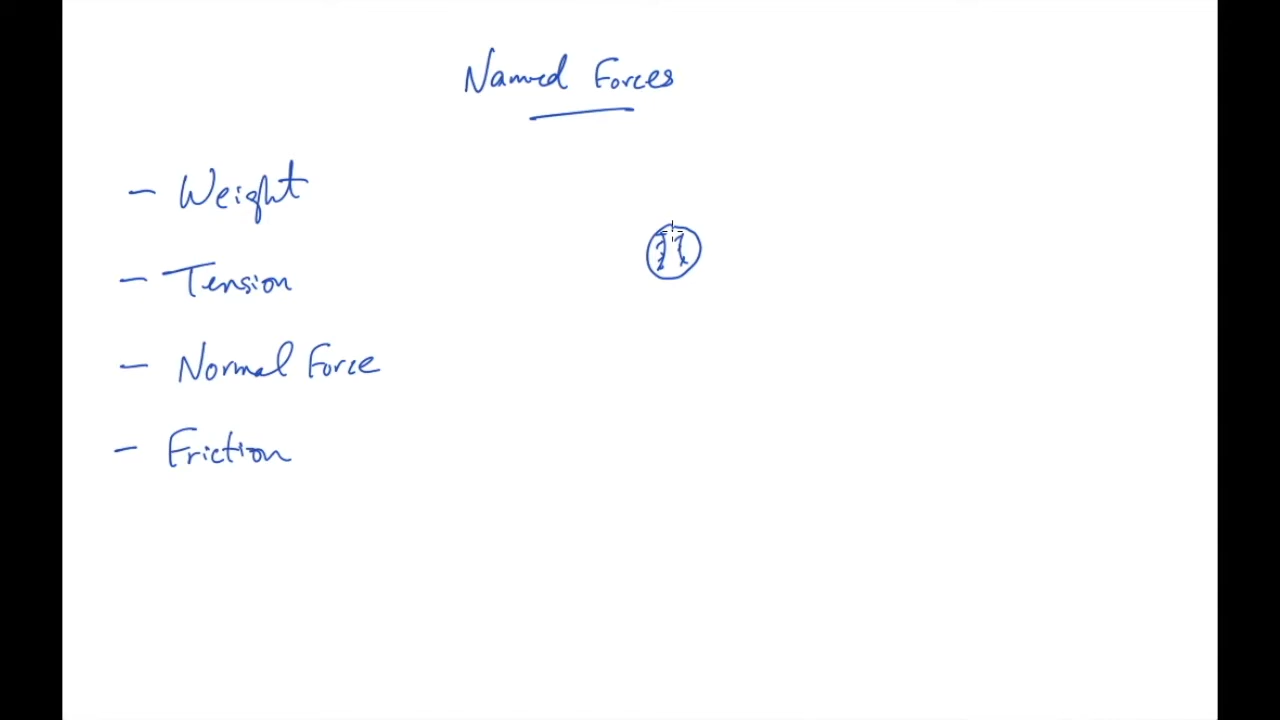 Named Forces
- Weight
- Tension
- Normal Force
- Friction